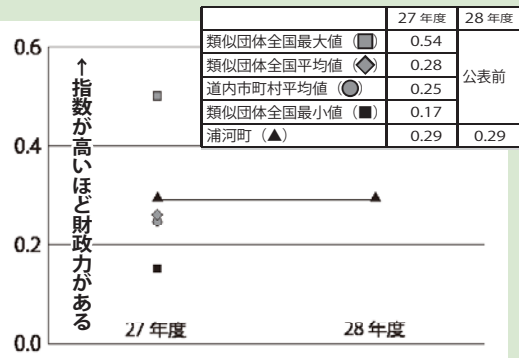 27 年度 28 年度
類似団体全国最大値（■） 0.54
類似団体全国平均値（◆） 0.28
公表前
道内市町村平均値（●） 0.25
類似団体全国最小値（■） 0.17
浦河町（▲） 0.29 0.29
0.6
0.4
0.2
0.0
↑指数が高いほど財政力がある
27 年度 28 年度